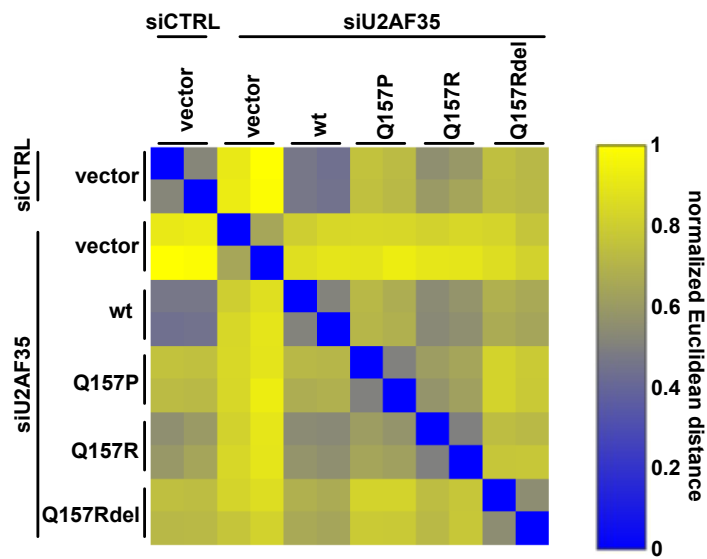 siCTRL
siU2AF35
vector
vector
wt
Q157P
Q157R
Q157Rdel
siCTRL
vector
siU2AF35
vector
wt
Q157P
Q157R
Q157Rdel
1
0.8
0.6
0.4
0.2
0
normalized Euclidean distance